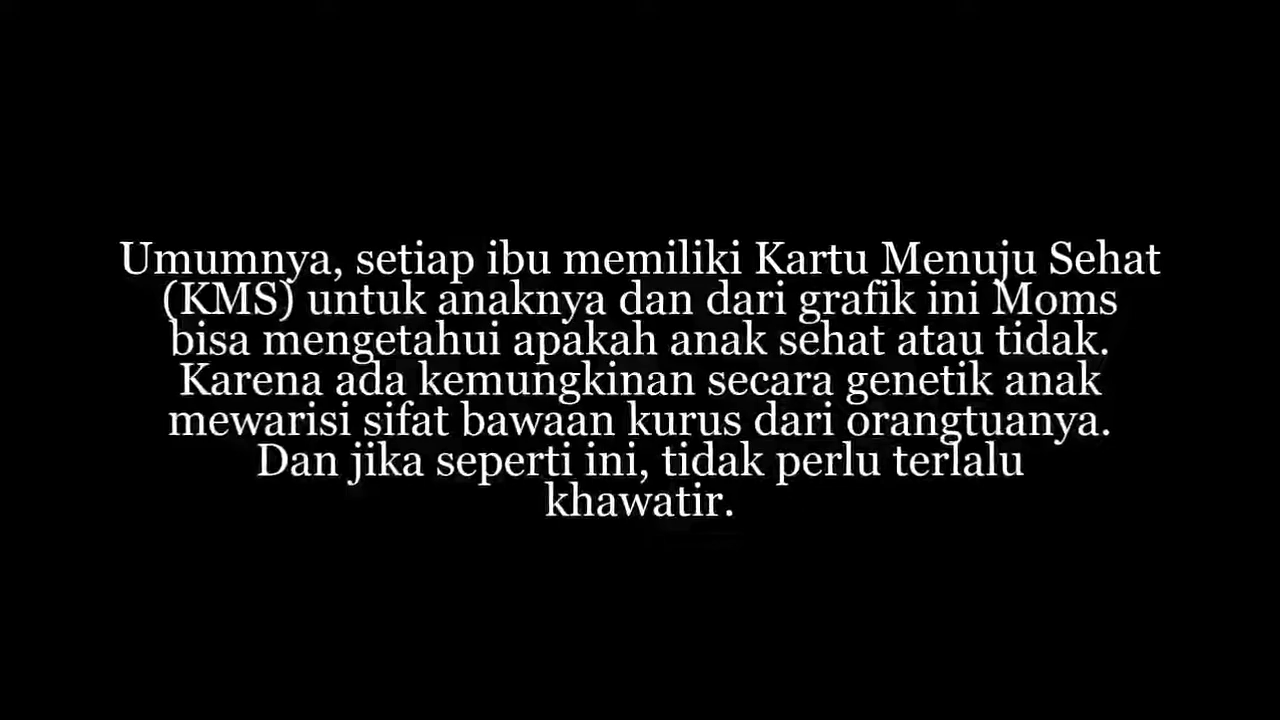 Umumnya, setiap ibu memiliki Kartu Menuju Sehat
(KMS) untuk anaknya dan dari grafik ini Moms
bisa mengetahui apakah anak sehat atau tidak.
Karena ada kemungkinan secara genetik anak
mewarisi sifat bawaan kurus dari orangtuanya.
Dan jika seperti ini, tidak perlu terlalu
khawatir.